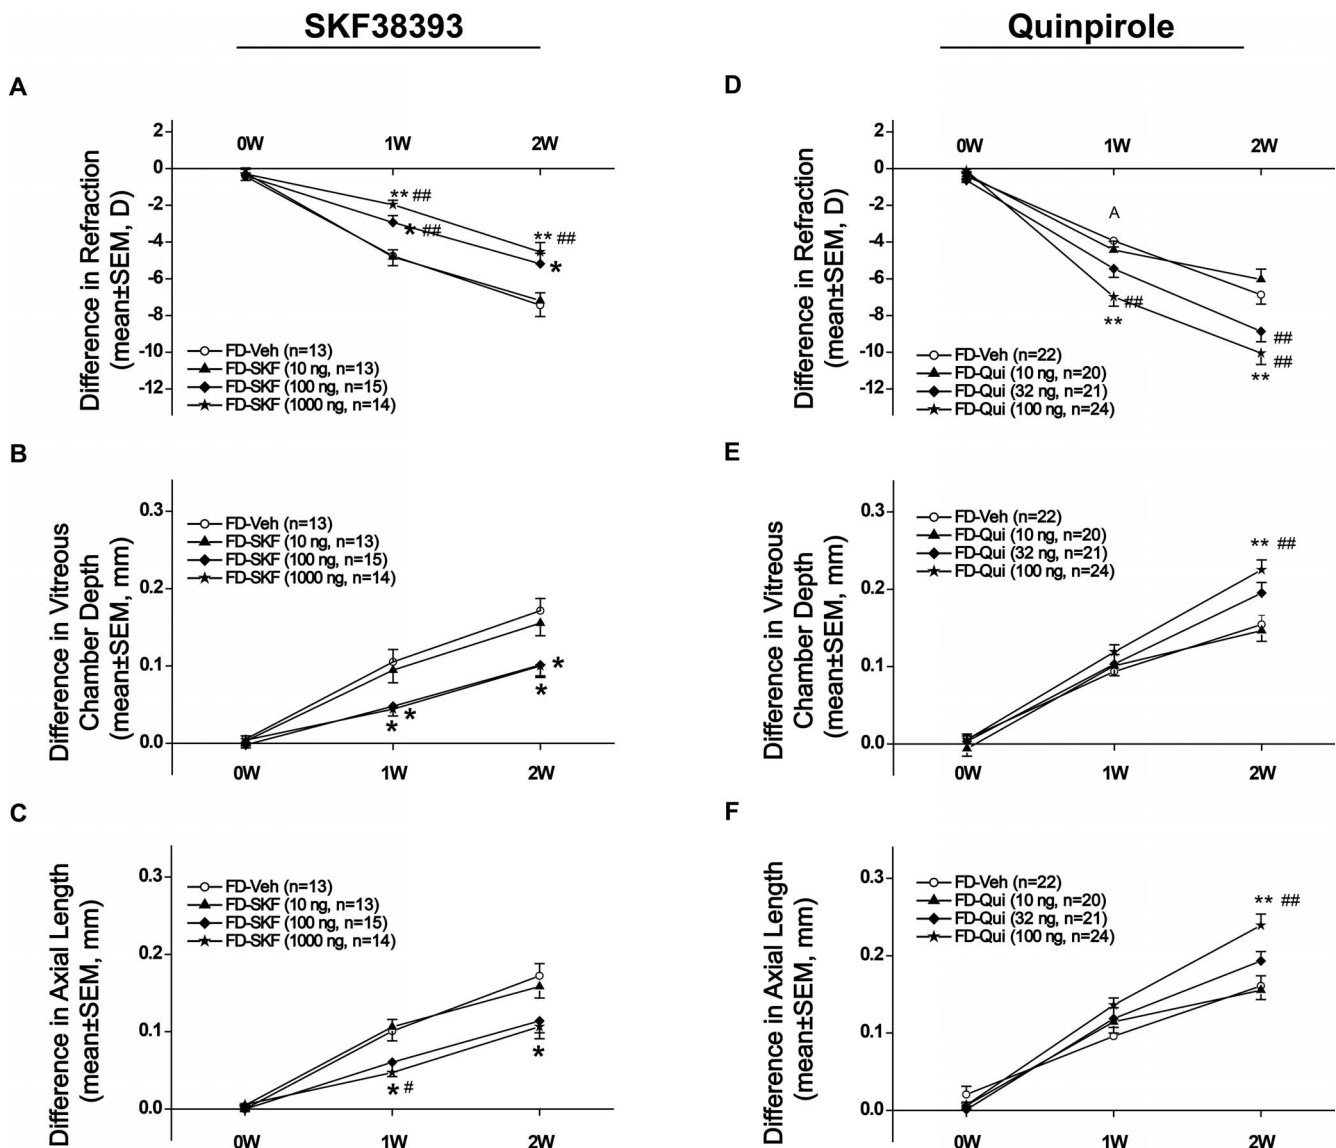 SKF38393
Quinpirole
A
Difference in Refraction
(mean±SEM, D)
2
0
-2
-4
-6
-8
-10
-12
0W 1W 2W
** ##
* ##
** ##
*
FD-Veh (n=13)
FD-SKF (10 ng, n=13)
FD-SKF (100 ng, n=15)
FD-SKF (1000 ng, n=14)
D
Difference in Refraction
(mean±SEM, D)
2
0
-2
-4
-6
-8
-10
-12
0W 1W 2W
A
##
**
##
##
**
FD-Veh (n=22)
FD-Qui (10 ng, n=20)
FD-Qui (32 ng, n=21)
FD-Qui (100 ng, n=24)
B
Difference in Vitreous
Chamber Depth
(mean±SEM, mm)
0.3
0.2
0.1
0.0
FD-Veh (n=13)
FD-SKF (10 ng, n=13)
FD-SKF (100 ng, n=15)
FD-SKF (1000 ng, n=14)
*
*
*
*
0W 1W 2W
E
Difference in Vitreous
Chamber Depth
(mean±SEM, mm)
0.3
0.2
0.1
0.0
FD-Veh (n=22)
FD-Qui (10 ng, n=20)
FD-Qui (32 ng, n=21)
FD-Qui (100 ng, n=24)
** ##
0W 1W 2W
C
Difference in Axial Length
(mean±SEM, mm)
0.3
0.2
0.1
0.0
FD-Veh (n=13)
FD-SKF (10 ng, n=13)
FD-SKF (100 ng, n=15)
FD-SKF (1000 ng, n=14)
*
* #
0W 1W 2W
F
Difference in Axial Length
(mean±SEM, mm)
0.3
0.2
0.1
0.0
FD-Veh (n=22)
FD-Qui (10 ng, n=20)
FD-Qui (32 ng, n=21)
FD-Qui (100 ng, n=24)
** ##
0W 1W 2W